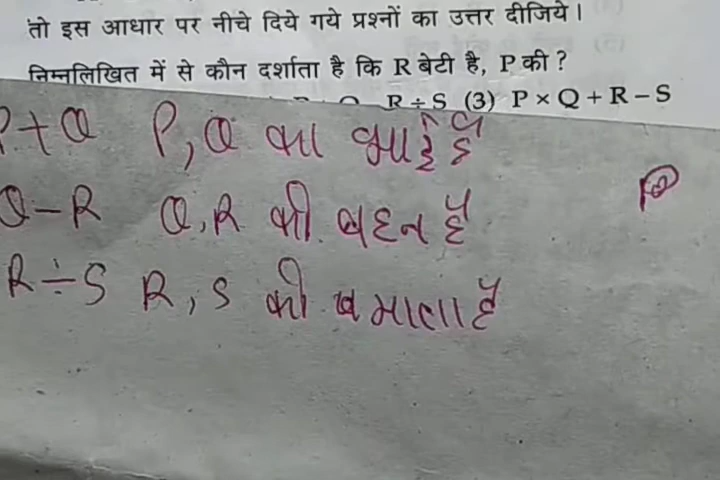 तो इस आधार पर नीचे दिये गये प्रश्नों का उत्तर दीजिये।
निम्नलिखित में से कौन दर्शाता है कि R बेटी है, P की ?
R ÷ S (3) P × Q + R – S
P + Q P, Q का भाई है
Q – R Q, R की बहन है
R ÷ S R, S की